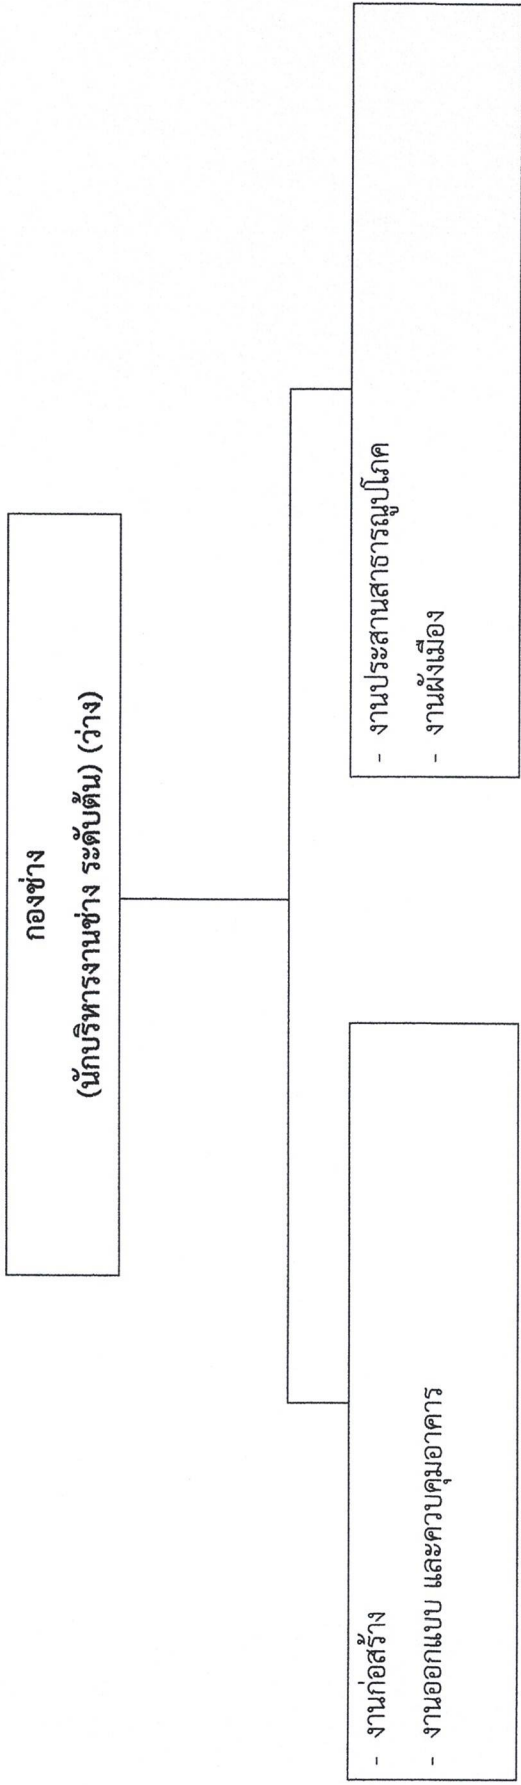 กองช่าง
(นักบริหารงานช่าง ระดับต้น) (ว่าง)
- งานก่อสร้าง
- งานออกแบบ และควบคุมอาคาร
- งานประสานสาธารณูปโภค
- งานผังเมือง